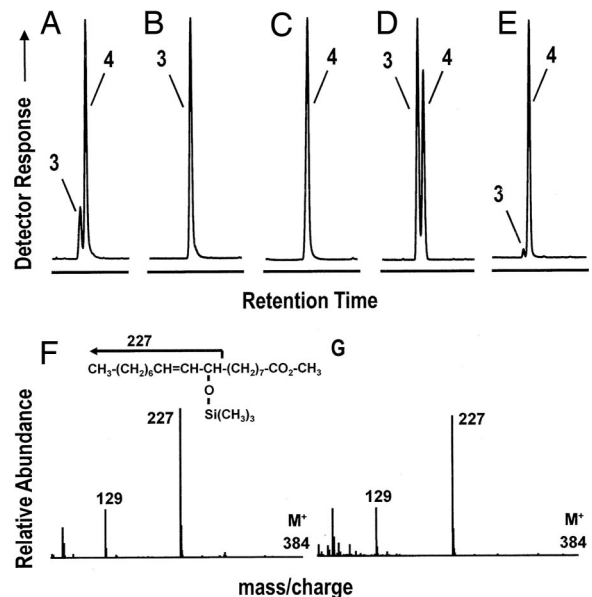 A B C D E
Detector Response
3 4
3
4
3 4
3 4
Retention Time
F G
227
CH₃-(CH₂)₆CH=CH-CH-(CH₂)₇-CO₂-CH₃
O
Si(CH₃)₃
Relative Abundance
227 129 M⁺ 384
227 129 M⁺ 384
mass/charge